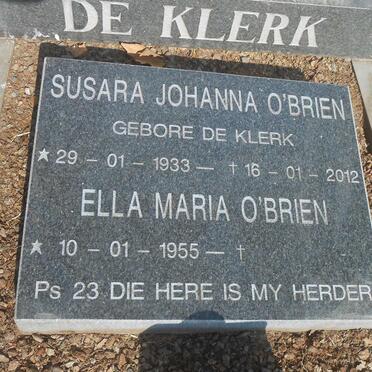 DE KLERK
SUSARA JOHANNA O'BRIEN
GEBORE DE KLERK
★ 29 - 01 - 1933 — † 16 - 01 - 2012
ELLA MARIA O'BRIEN
★ 10 - 01 - 1955 — †
Ps 23 DIE HERE IS MY HERDER